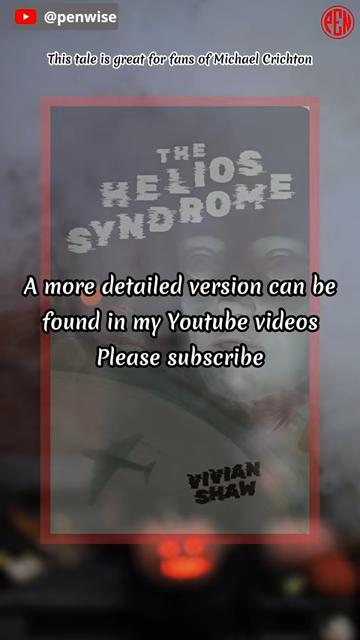 @penwise
PEN
This tale is great for fans of Michael Crichton
THE
HELIOS
SYNDROME
A more detailed version can be
found in my Youtube videos
Please subscribe
VIVIAN
SHAW